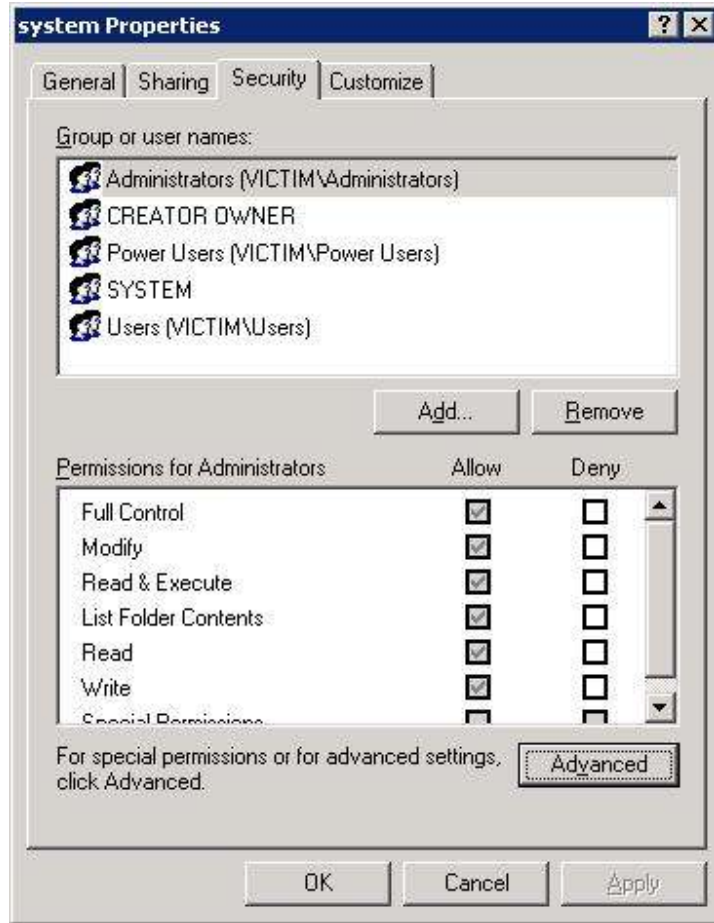 system Properties
General Sharing Security Customize
Group or user names:
Administrators (VICTIM\Administrators)
CREATOR OWNER
Power Users (VICTIM\Power Users)
SYSTEM
Users (VICTIM\Users)
Add... Remove
Permissions for Administrators Allow Deny
Full Control
Modify
Read & Execute
List Folder Contents
Read
Write
Special Permissions
For special permissions or for advanced settings,
click Advanced.
Advanced
OK Cancel Apply